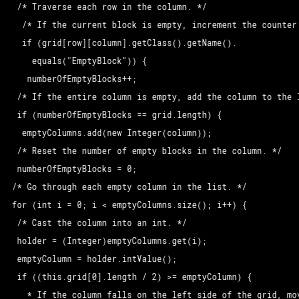 /* Traverse each row in the column. */
/* If the current block is empty, increment the counter
if (grid[row][column].getClass().getName().
equals("EmptyBlock")) {
numberOfEmptyBlocks++;
/* If the entire column is empty, add the column to the
if (numberOfEmptyBlocks == grid.length) {
emptyColumns.add(new Integer(column));
/* Reset the number of empty blocks in the column. */
numberOfEmptyBlocks = 0;
/* Go through each empty column in the list. */
for (int i = 0; i < emptyColumns.size(); i++) {
/* Cast the column into an int. */
holder = (Integer)emptyColumns.get(i);
emptyColumn = holder.intValue();
if ((this.grid[0].length / 2) >= emptyColumn) {
* If the column falls on the left side of the grid, mov